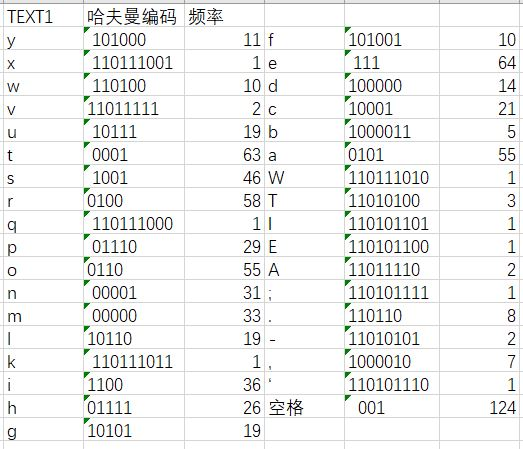 TEXT1 哈夫曼编码 频率
y 101000 11 f 101001 10
x 110111001 1 e 111 64
w 110100 10 d 100000 14
v 11011111 2 c 10001 21
u 10111 19 b 1000011 5
t 0001 63 a 0101 55
s 1001 46 W 110111010 1
r 0100 58 T 11010100 3
q 110111000 1 I 110101101 1
p 01110 29 E 110101100 1
o 0110 55 A 11011110 2
n 00001 31 ; 110101111 1
m 00000 33 . 110110 8
l 10110 19 - 11010101 2
k 110111011 1 , 1000010 7
i 1100 36 ‘ 110101110 1
h 01111 26 空格 001 124
g 10101 19